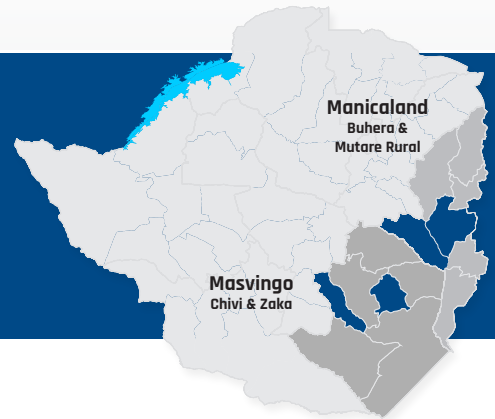 Manicaland
Buhera &
Mutare Rural
Masvingo
Chivi & Zaka